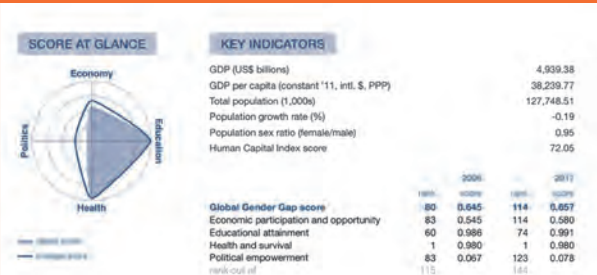 SCORE AT GLANCE
Economy
Politics
Education
Health
KEY INDICATORS
GDP (US$ billions) 4,939.38
GDP per capita (constant '11, intl. $, PPP) 38,239.77
Total population (1,000s) 127,748.51
Population growth rate (%) -0.19
Population sex ratio (female/male) 0.95
Human Capital Index score 72.05
2006 2017
rank score rank score
Global Gender Gap score 80 0.645 114 0.657
Economic participation and opportunity 83 0.545 114 0.580
Educational attainment 60 0.986 74 0.991
Health and survival 1 0.980 1 0.980
Political empowerment 83 0.067 123 0.078
rank out of 115 144